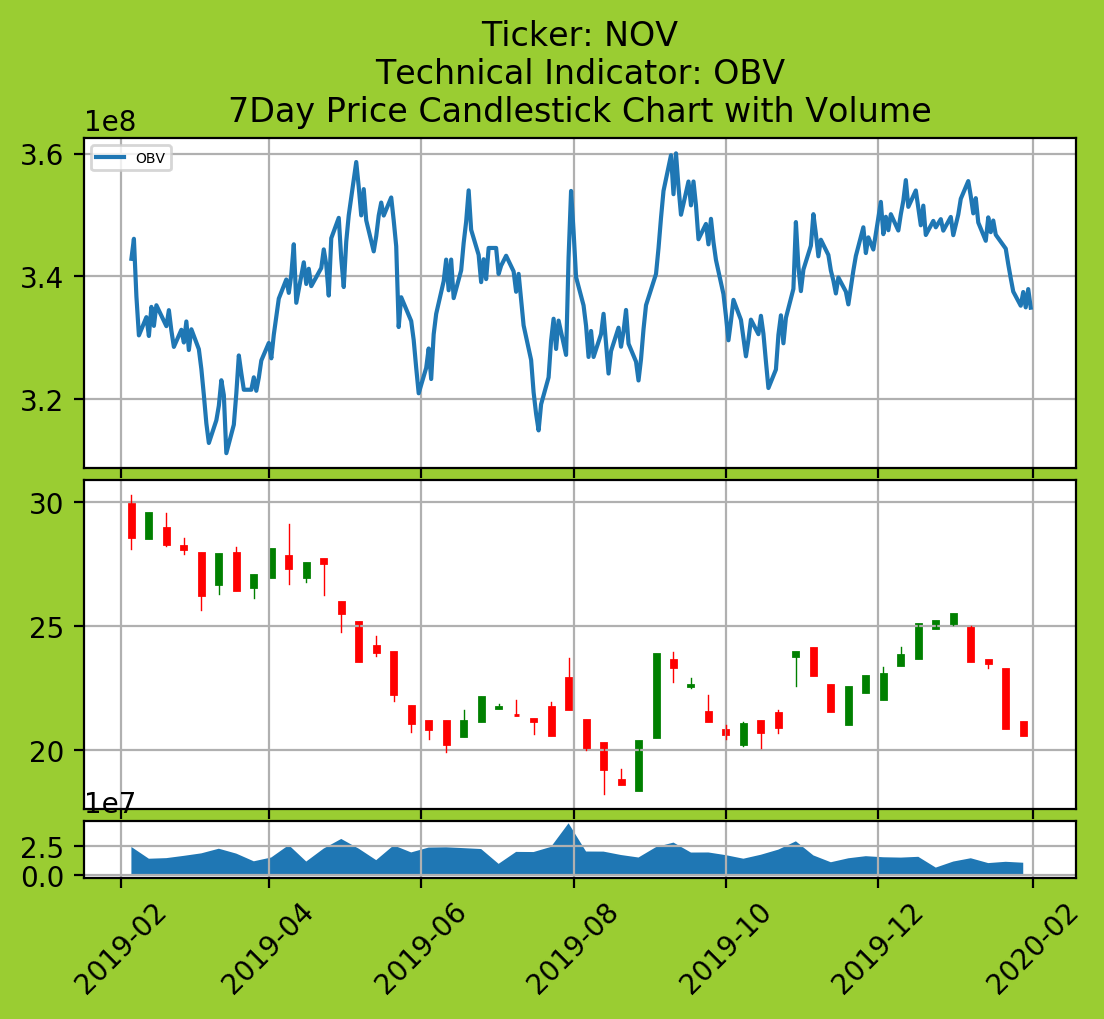 Ticker: NOV
Technical Indicator: OBV
7Day Price Candlestick Chart with Volume
1e8
OBV
3.6
3.4
3.2
30
25
20
1e7
2.5
0.0
2019-02
2019-04
2019-06
2019-08
2019-10
2019-12
2020-02